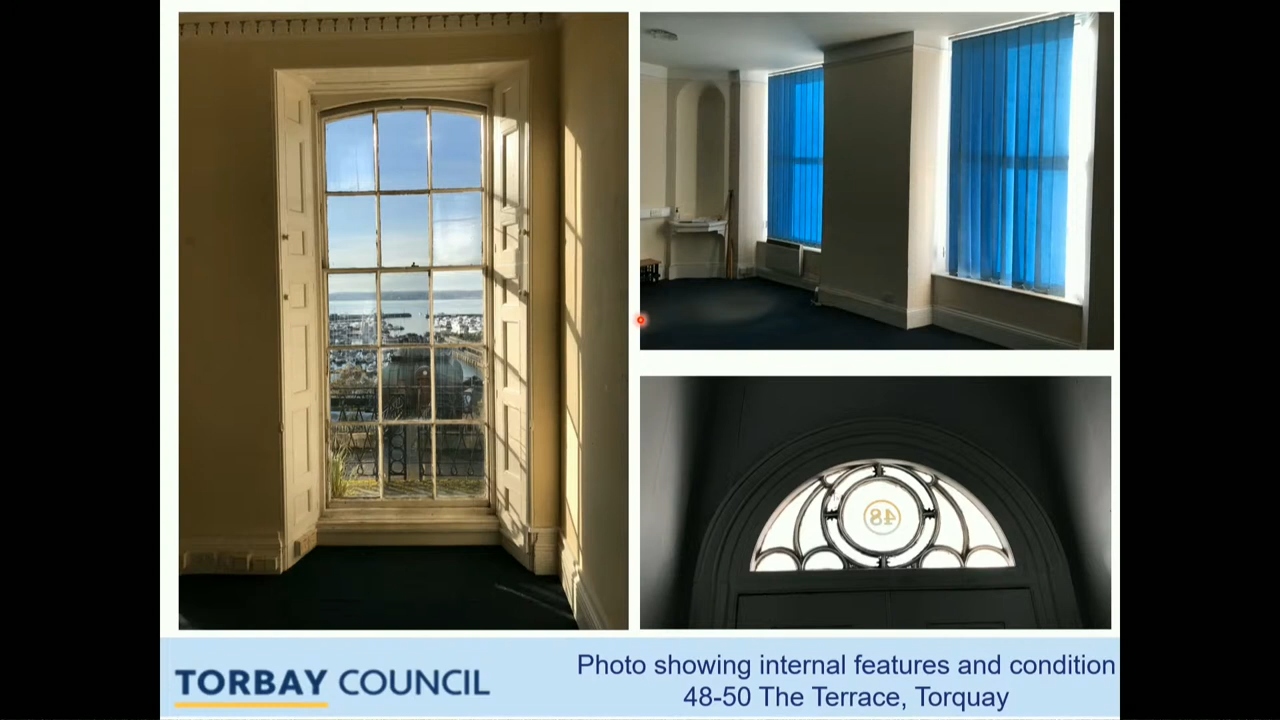 48
TORBAY COUNCIL
Photo showing internal features and condition
48-50 The Terrace, Torquay